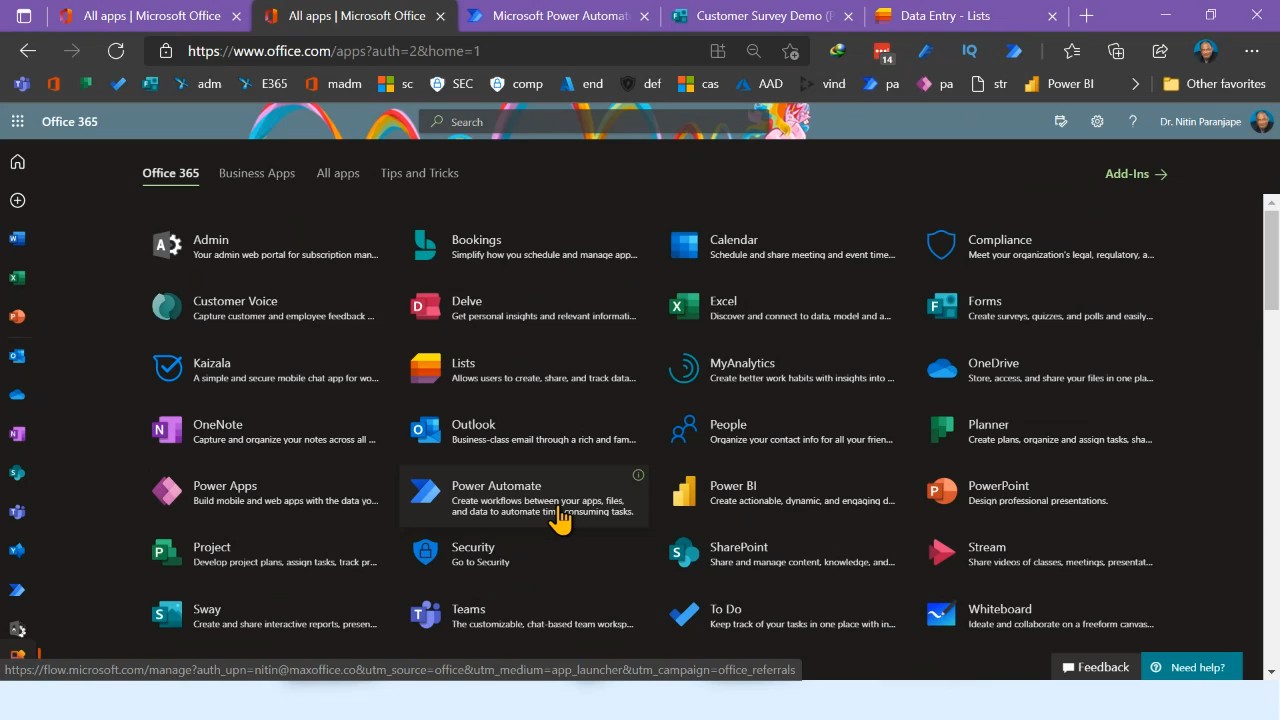 All apps | Microsoft Office
All apps | Microsoft Office
Microsoft Power Automat
Customer Survey Demo (P
Data Entry - Lists
https://www.office.com/apps?auth=2&home=1
14
IQ
adm
E365
madm
sc
SEC
comp
end
def
cas
AAD
vind
pa
pa
str
Power BI
Other favorites
Office 365
Search
Dr. Nitin Paranjape
Office 365
Business Apps
All apps
Tips and Tricks
Add-Ins
Admin
Your admin web portal for subscription man...
Bookings
Simplify how you schedule and manage app...
Calendar
Schedule and share meeting and event time...
Compliance
Meet your organization's legal, regulatory, a...
Customer Voice
Capture customer and employee feedback ...
Delve
Get personal insights and relevant informati...
Excel
Discover and connect to data, model and a...
Forms
Create surveys, quizzes, and polls and easily...
Kaizala
A simple and secure mobile chat app for wo...
Lists
Allows users to create, share, and track data...
MyAnalytics
Create better work habits with insights into ...
OneDrive
Store, access, and share your files in one pla...
OneNote
Capture and organize your notes across all ...
Outlook
Business-class email through a rich and fam...
People
Organize your contact info for all your frien...
Planner
Create plans, organize and assign tasks, sha...
Power Apps
Build mobile and web apps with the data yo...
Power Automate
Create workflows between your apps, files,
and data to automate time consuming tasks.
Power BI
Create actionable, dynamic, and engaging d...
PowerPoint
Design professional presentations.
Project
Develop project plans, assign tasks, track pr...
Security
Go to Security
SharePoint
Share and manage content, knowledge, and...
Stream
Share videos of classes, meetings, presentat...
Sway
Create and share interactive reports, presen...
Teams
The customizable, chat-based team worksp...
To Do
Keep track of your tasks in one place with in...
Whiteboard
Ideate and collaborate on a freeform canvas...
https://flow.microsoft.com/manage?auth_upn=nitin@maxoffice.co&utm_source=office&utm_medium=app_launcher&utm_campaign=office_referrals
Feedback
Need help?